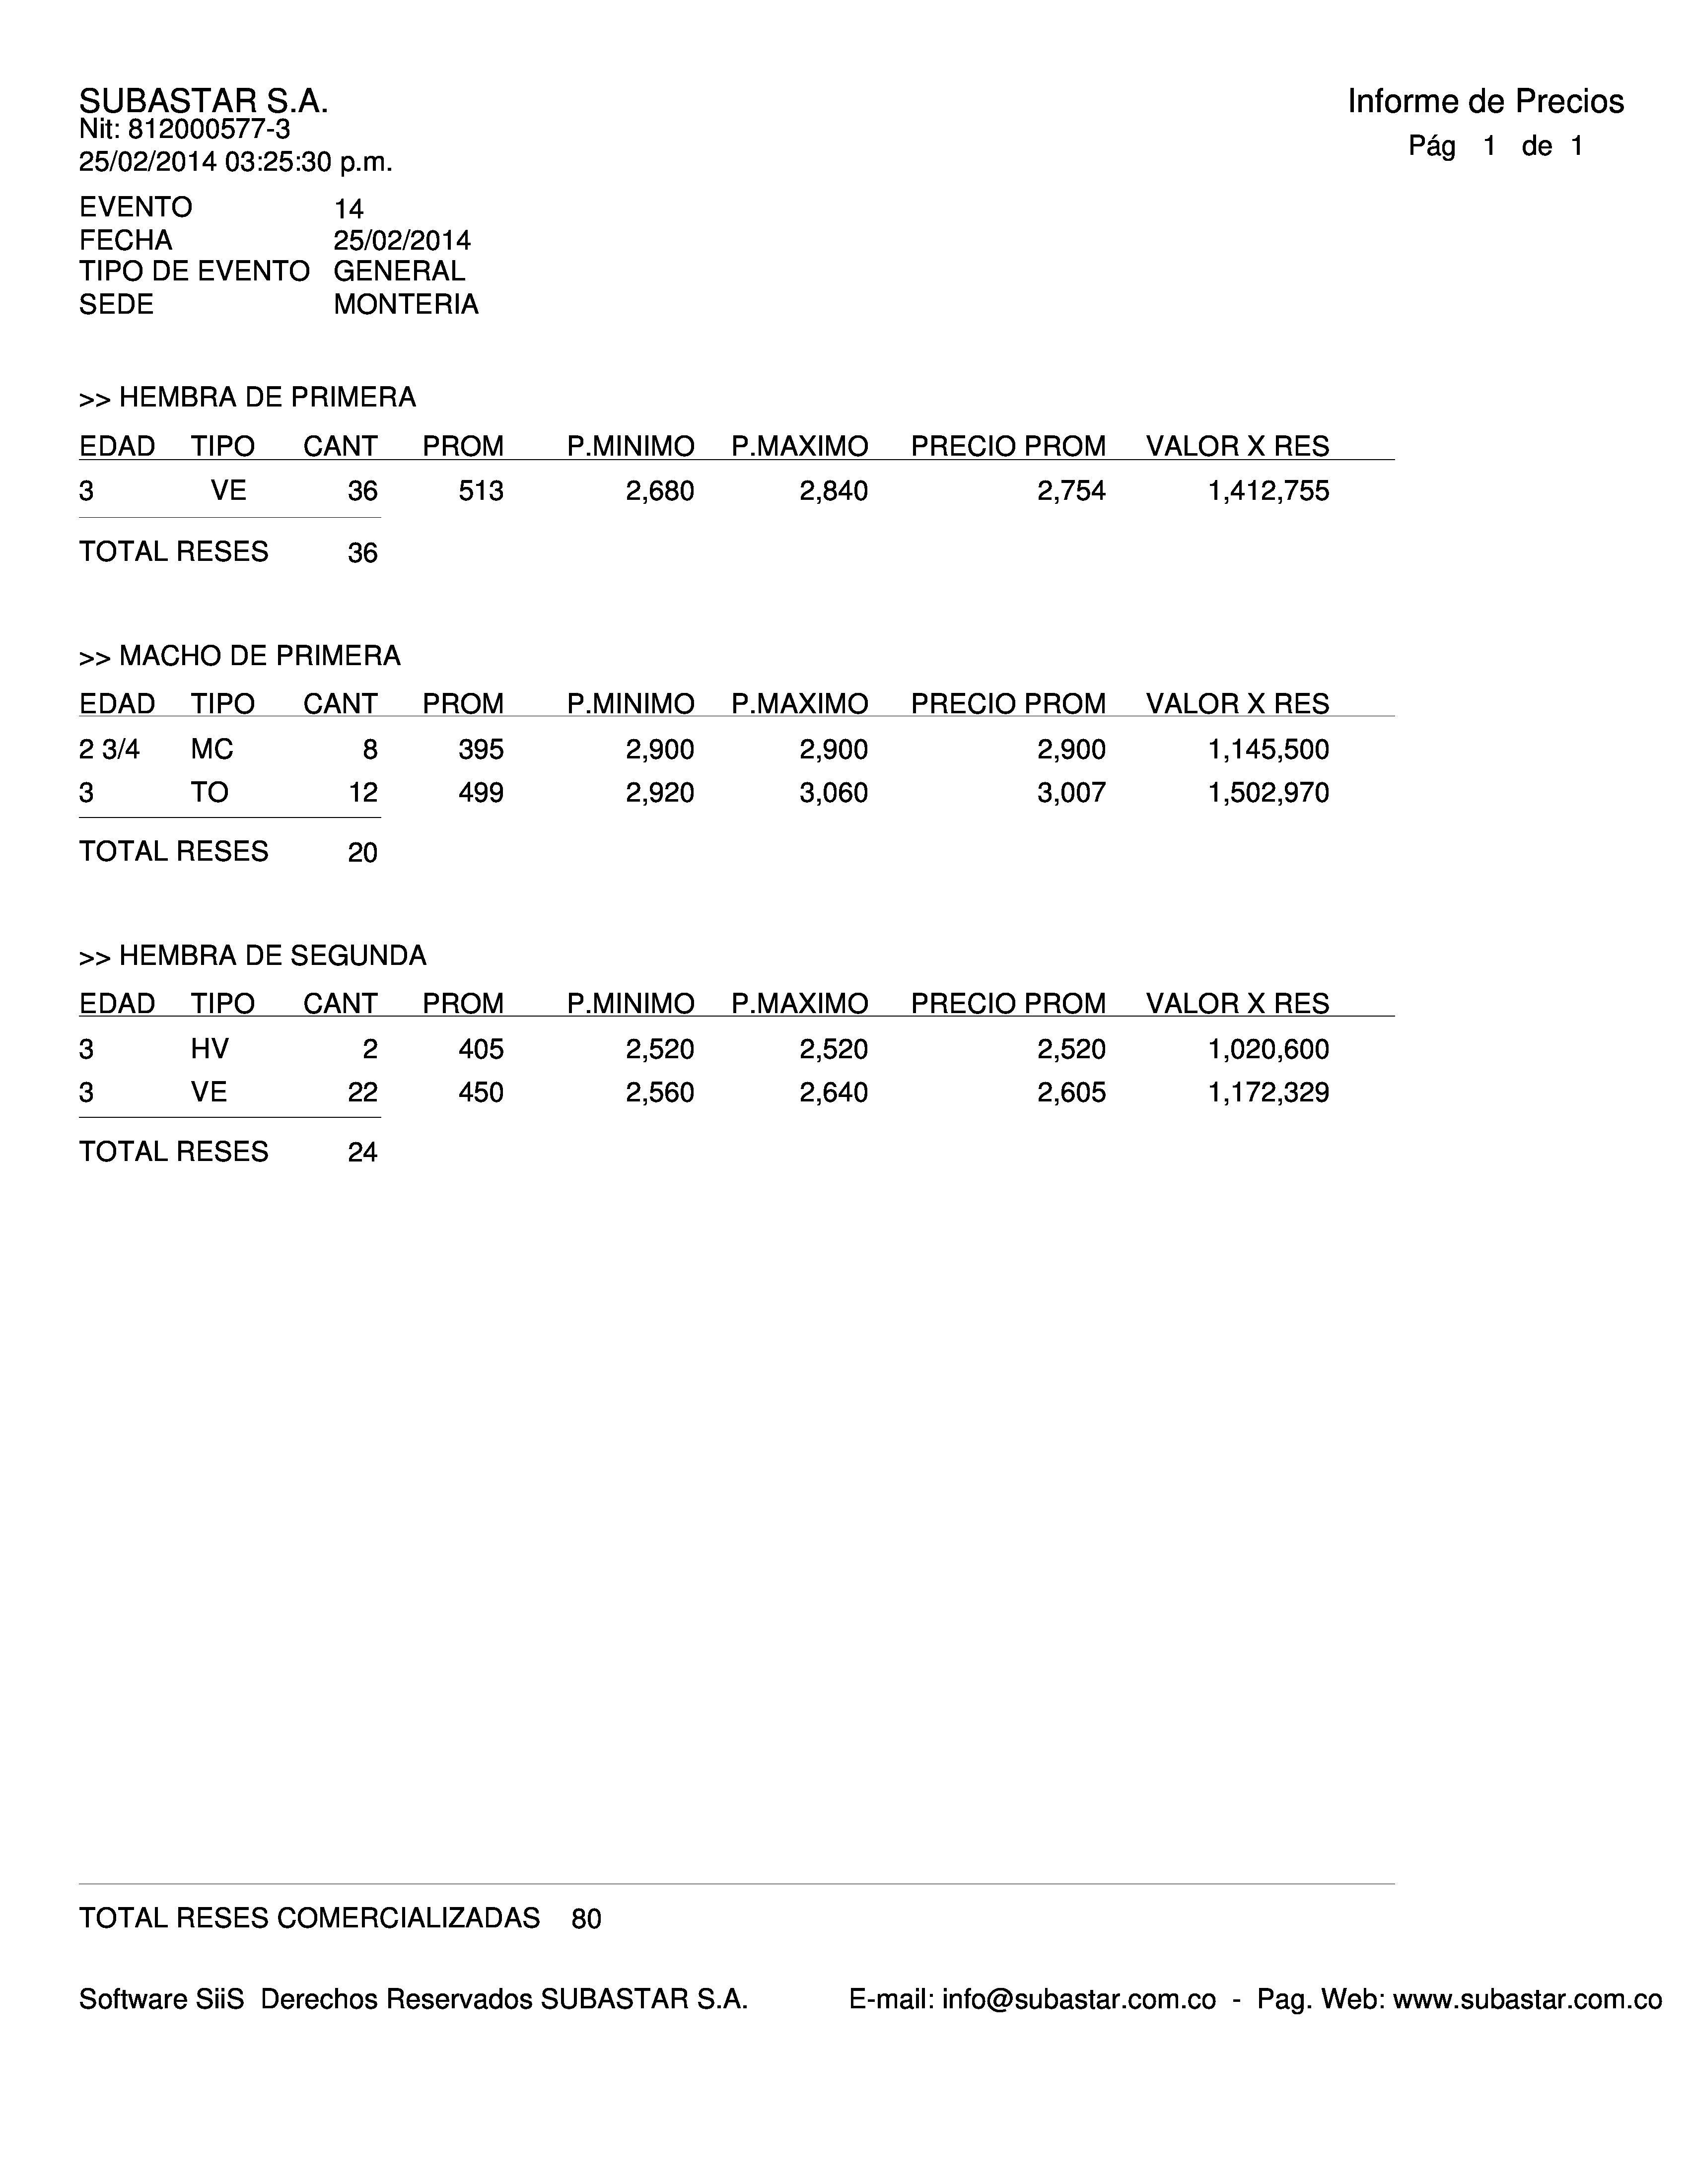 SUBASTAR S.A. Informe de Precios
Nit: 812000577-3
25/02/2014 03:25:30 p.m. Pág 1 de 1
EVENTO 14
FECHA 25/02/2014
TIPO DE EVENTO GENERAL
SEDE MONTERIA
>> HEMBRA DE PRIMERA
EDAD TIPO CANT PROM P.MINIMO P.MAXIMO PRECIO PROM VALOR X RES
3 VE 36 513 2,680 2,840 2,754 1,412,755
TOTAL RESES 36
>> MACHO DE PRIMERA
EDAD TIPO CANT PROM P.MINIMO P.MAXIMO PRECIO PROM VALOR X RES
2 3/4 MC 8 395 2,900 2,900 2,900 1,145,500
3 TO 12 499 2,920 3,060 3,007 1,502,970
TOTAL RESES 20
>> HEMBRA DE SEGUNDA
EDAD TIPO CANT PROM P.MINIMO P.MAXIMO PRECIO PROM VALOR X RES
3 HV 2 405 2,520 2,520 2,520 1,020,600
3 VE 22 450 2,560 2,640 2,605 1,172,329
TOTAL RESES 24
TOTAL RESES COMERCIALIZADAS 80
Software SiiS Derechos Reservados SUBASTAR S.A. E-mail: info@subastar.com.co - Pag. Web: www.subastar.com.co